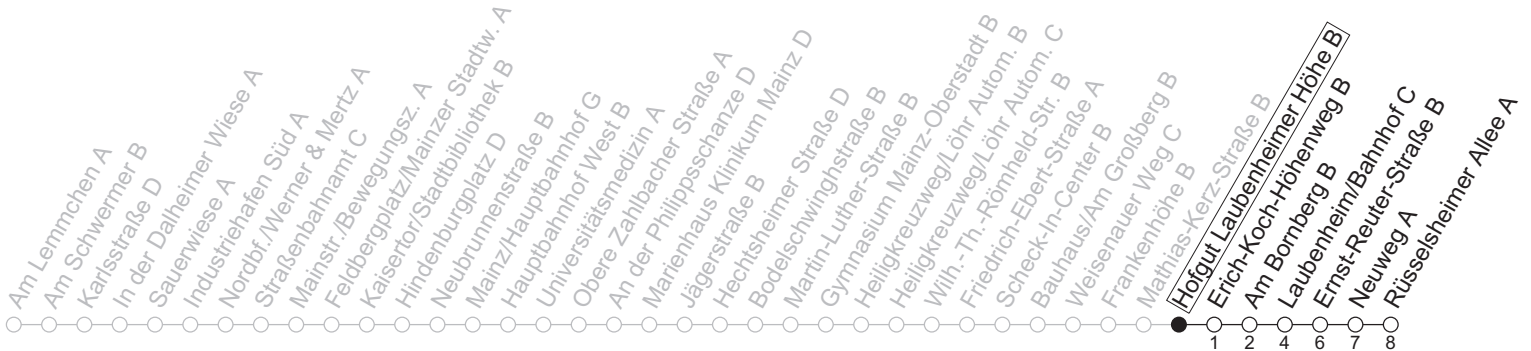 Am Lemmchen A
Am Schwermer B
Karlsstraße D
In der Dalheimer Wiese A
Sauerwiese A
Industriehafen Süd A
Nordbf./Werner & Mertz A
Straßenbahnamt C
Mainstr./Bewegungsz. A
Feldbergplatz/Mainzer Stadtw. A
Kaisertor/Stadtbibliothek B
Hindenburgplatz D
Neubrunnenstraße B
Mainz/Hauptbahnhof G
Hauptbahnhof West B
Universitätsmedizin A
Obere Zahlbacher Straße A
An der Philippsschanze D
Marienhaus Klinikum Mainz D
Jägerstraße B
Hechtsheimer Straße D
Bodelschwinghstraße B
Martin-Luther-Straße B
Gymnasium Mainz-Oberstadt B
Heiligkreuzweg/Löhr Autom. B
Heiligkreuzweg/Löhr Autom. C
Wilh.-Th.-Römheld-Str. B
Friedrich-Ebert-Straße A
Scheck-In-Center B
Bauhaus/Am Großberg B
Weisenauer Weg C
Frankenhöhe B
Mathias-Kerz-Straße B
Hofgut Laubenheimer Höhe B
Erich-Koch-Höhenweg B
Am Bornberg B
Laubenheim/Bahnhof C
Ernst-Reuter-Straße B
Neuweg A
Rüsselsheimer Allee A
1 2 4 6 7 8